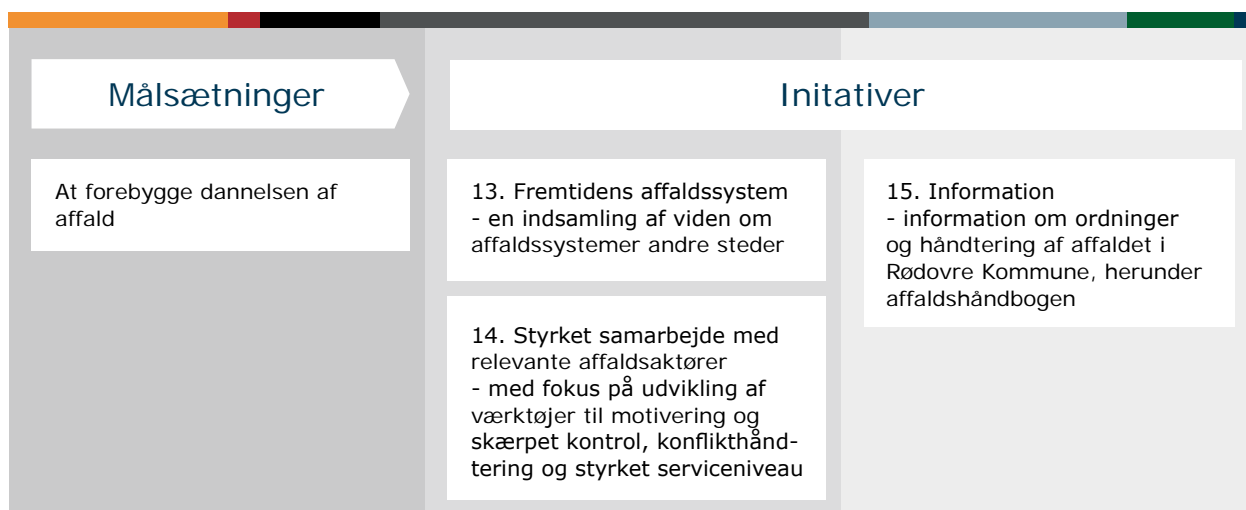 Målsætninger
Initativer
At forebygge dannelsen af
affald
13. Fremtidens affaldssystem
- en indsamling af viden om
affaldssystemer andre steder
14. Styrket samarbejde med
relevante affaldsaktører
- med fokus på udvikling af
værktøjer til motivering og
skærpet kontrol, konflikthånd-
tering og styrket serviceniveau
15. Information
- information om ordninger
og håndtering af affaldet i
Rødovre Kommune, herunder
affaldshåndbogen